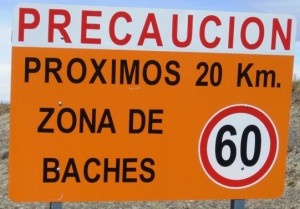 PRECAUCION
PROXIMOS 20 Km.
ZONA DE
BACHES
60